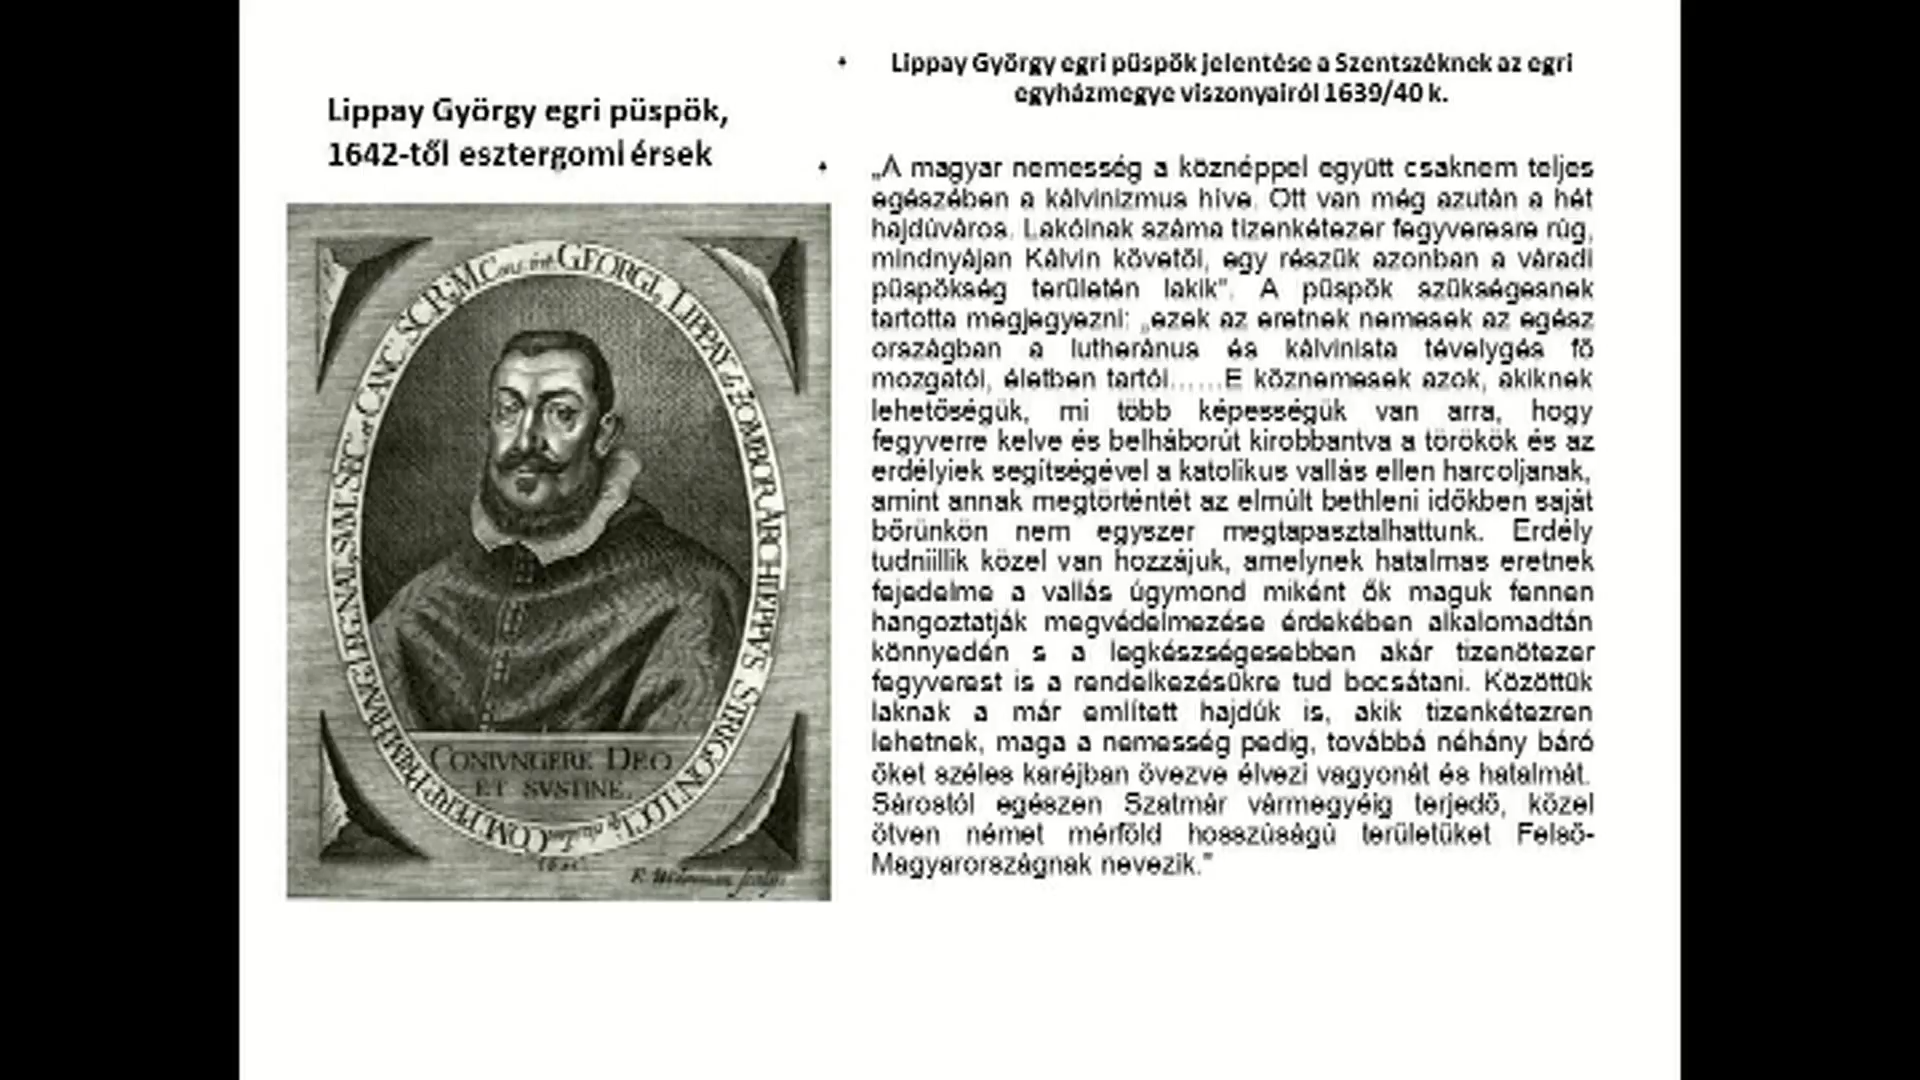 Lippay György egri püspök,
1642-től esztergomi érsek
GEORGI, LIPPAY de ZOMBOR ARCHIEPPVS STRIGON: LOCI
CONIVNGERE DEO
ET SVSTINE.
• Lippay György egri püspök jelentése a Szentszéknek az egri
egyházmegye viszonyairól 1639/40 k.
• „A magyar nemesség a köznéppel együtt csaknem teljes
egészében a kálvinizmus híve. Ott van még azután a hét
hajdúváros. Lakóinak száma tizenkétezer fegyveresre rúg,
mindnyájan Kálvin követői, egy részük azonban a váradi
püspökség területén lakik". A püspök szükségesnek
tartotta megjegyezni: „ezek az eretnek nemesek az egész
országban a lutheránus és kálvinista tévelygés fő
mozgatói, életben tartói……E köznemesek azok, akiknek
lehetőségük, mi több képességük van arra, hogy
fegyverre kelve és belháborút kirobbantva a törökök és az
erdélyiek segítségével a katolikus vallás ellen harcoljanak,
amint annak megtörténtét az elmúlt bethleni időkben saját
bőrünkön nem egyszer megtapasztalhattunk. Erdély
tudniillik közel van hozzájuk, amelynek hatalmas eretnek
fejedelme a vallás úgymond miként ők maguk fennen
hangoztatják megvédelmezése érdekében alkalomadtán
könnyedén s a legkészségesebben akár tizenötezer
fegyverest is a rendelkezésükre tud bocsátani. Közöttük
laknak a már említett hajdúk is, akik tizenkétezren
lehetnek, maga a nemesség pedig, továbbá néhány báró
őket széles karéjban övezve élvezi vagyonát és hatalmát.
Sárostól egészen Szatmár vármegyéig terjedő, közel
ötven német mérföld hosszúságú területüket Felső-
Magyarországnak nevezik."